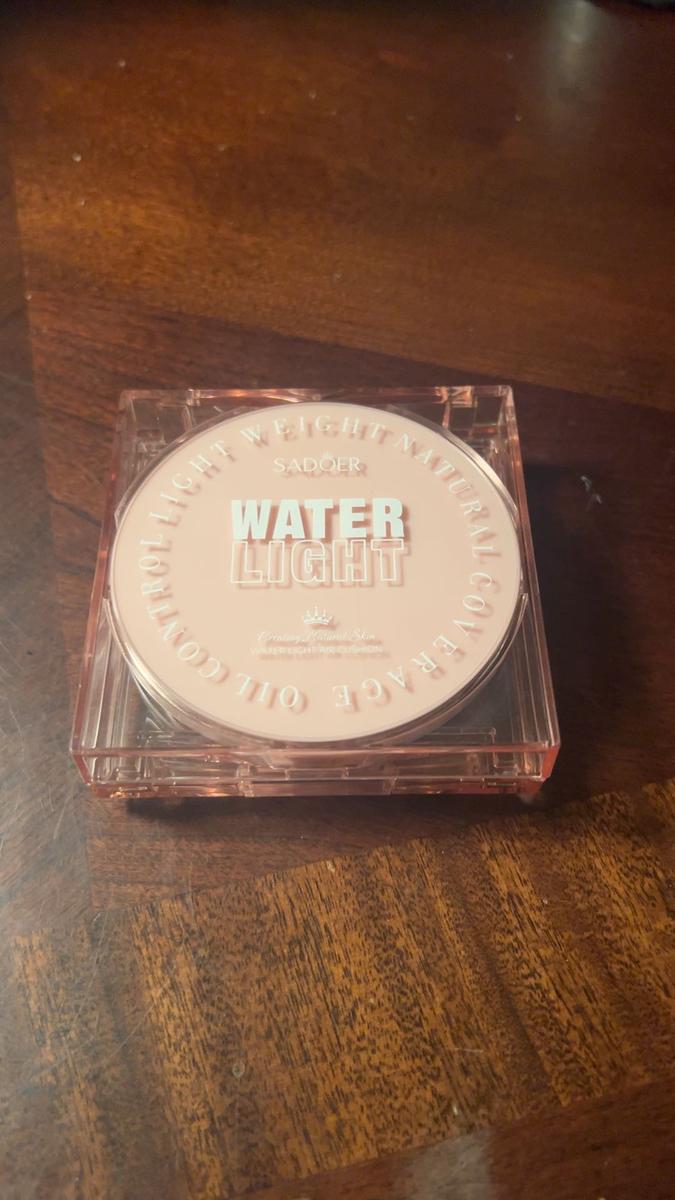 LIGHT WEIGHT NATURAL COVERAGE OIL CONTROL
SADOER
WATER
LIGHT
Creating Natural Skin
WATER LIGHT AIR CUSHION